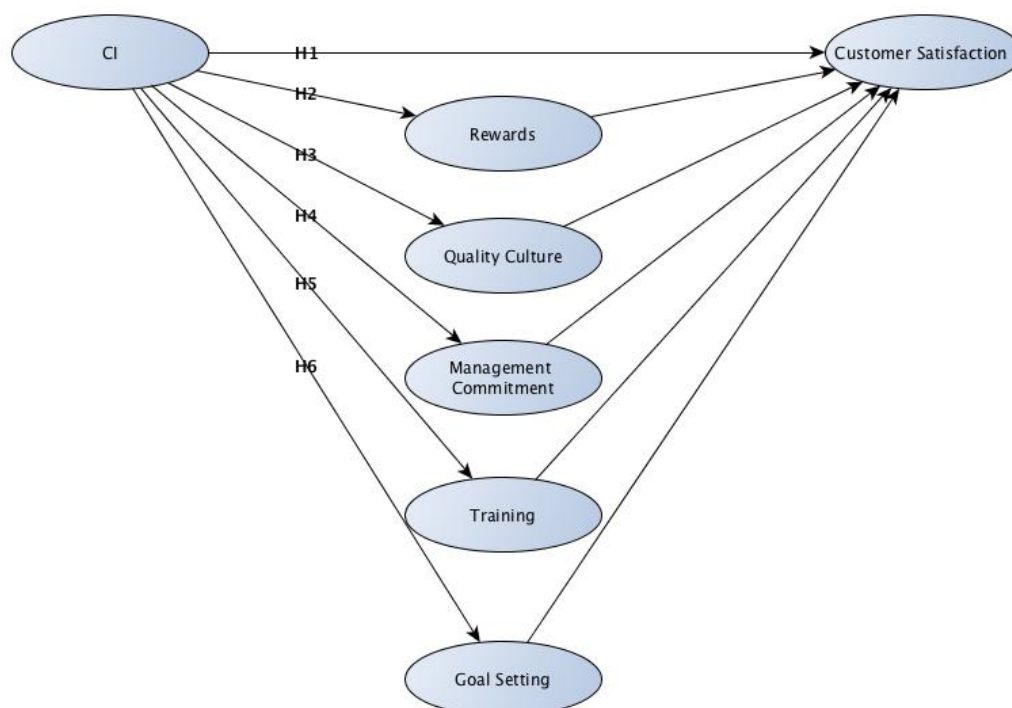 CI
Customer Satisfaction
H1
H2
Rewards
H3
H4
Quality Culture
H5
H6
Management
Commitment
Training
Goal Setting